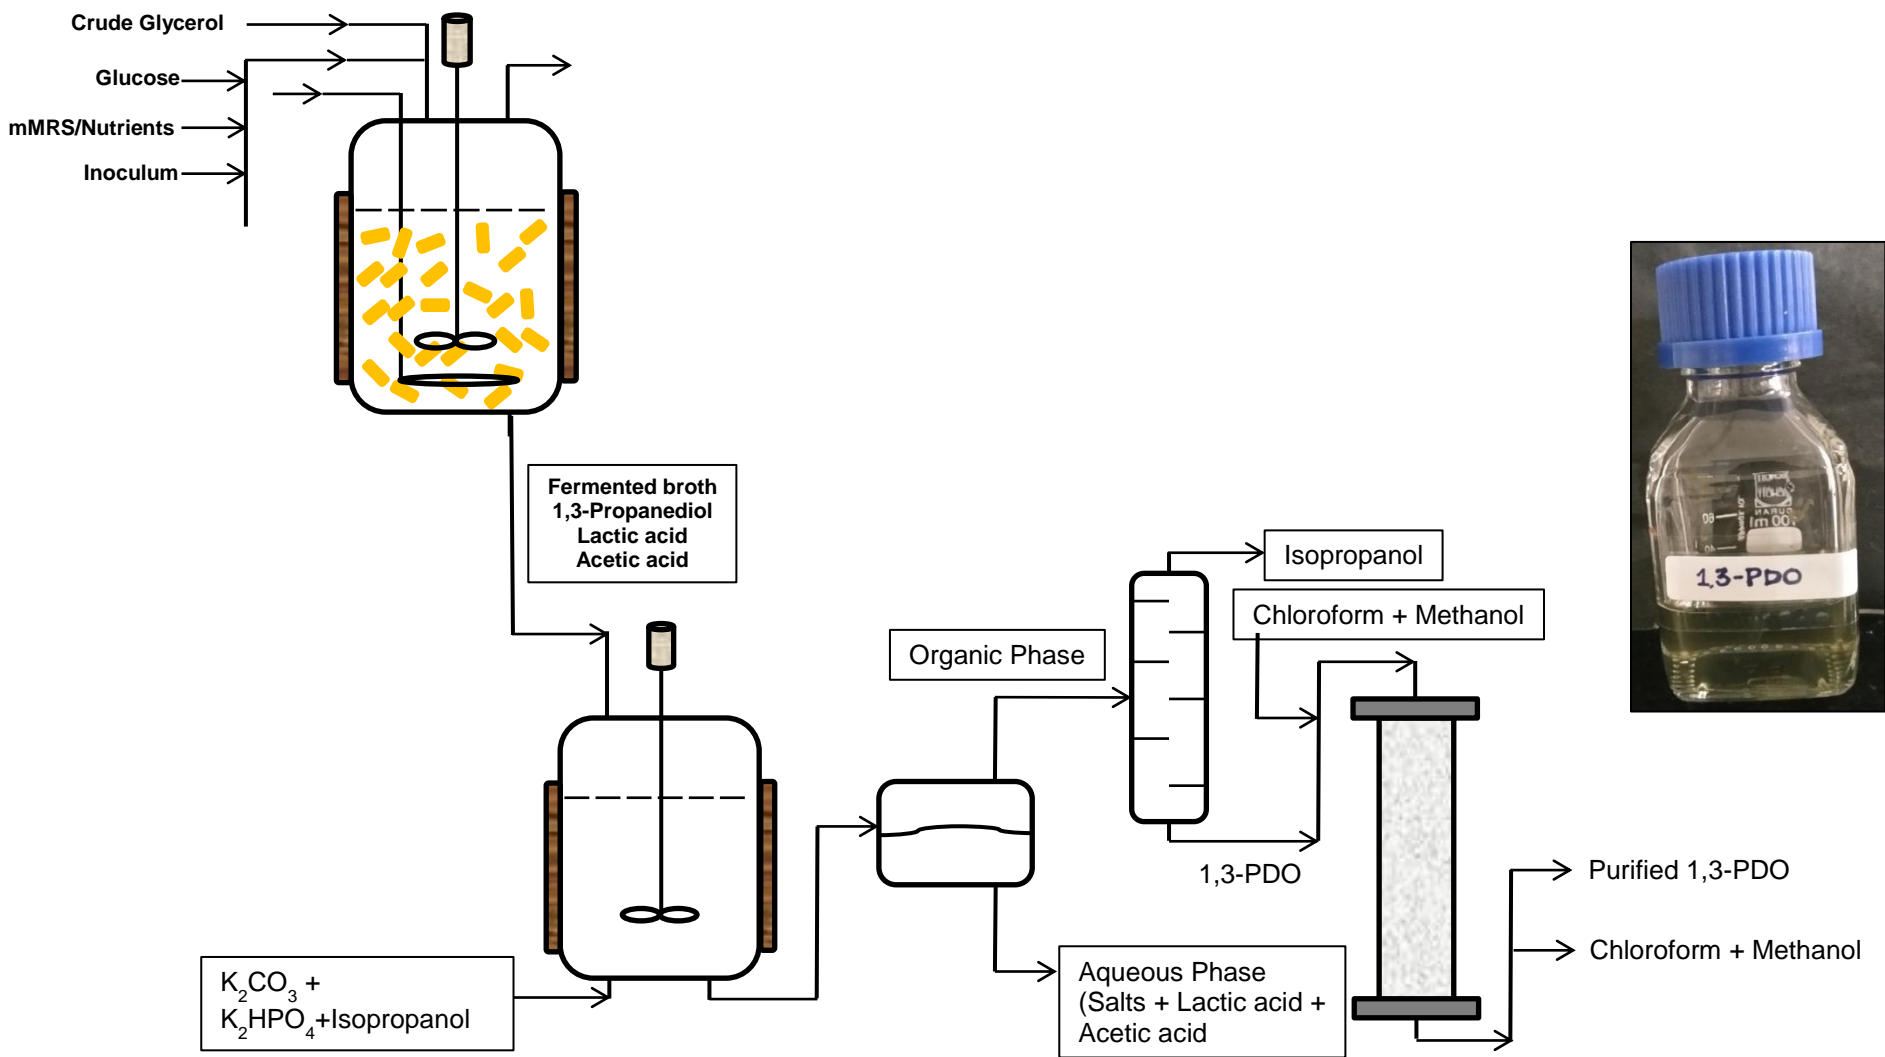 Crude Glycerol
Glucose
mMRS/Nutrients
Inoculum
Fermented broth
1,3-Propanediol
Lactic acid
Acetic acid
Isopropanol
Chloroform + Methanol
Organic Phase
1,3-PDO
1,3-PDO
Purified 1,3-PDO
Chloroform + Methanol
Aqueous Phase
(Salts + Lactic acid +
Acetic acid
K₂CO₃ +
K₂HPO₄+Isopropanol